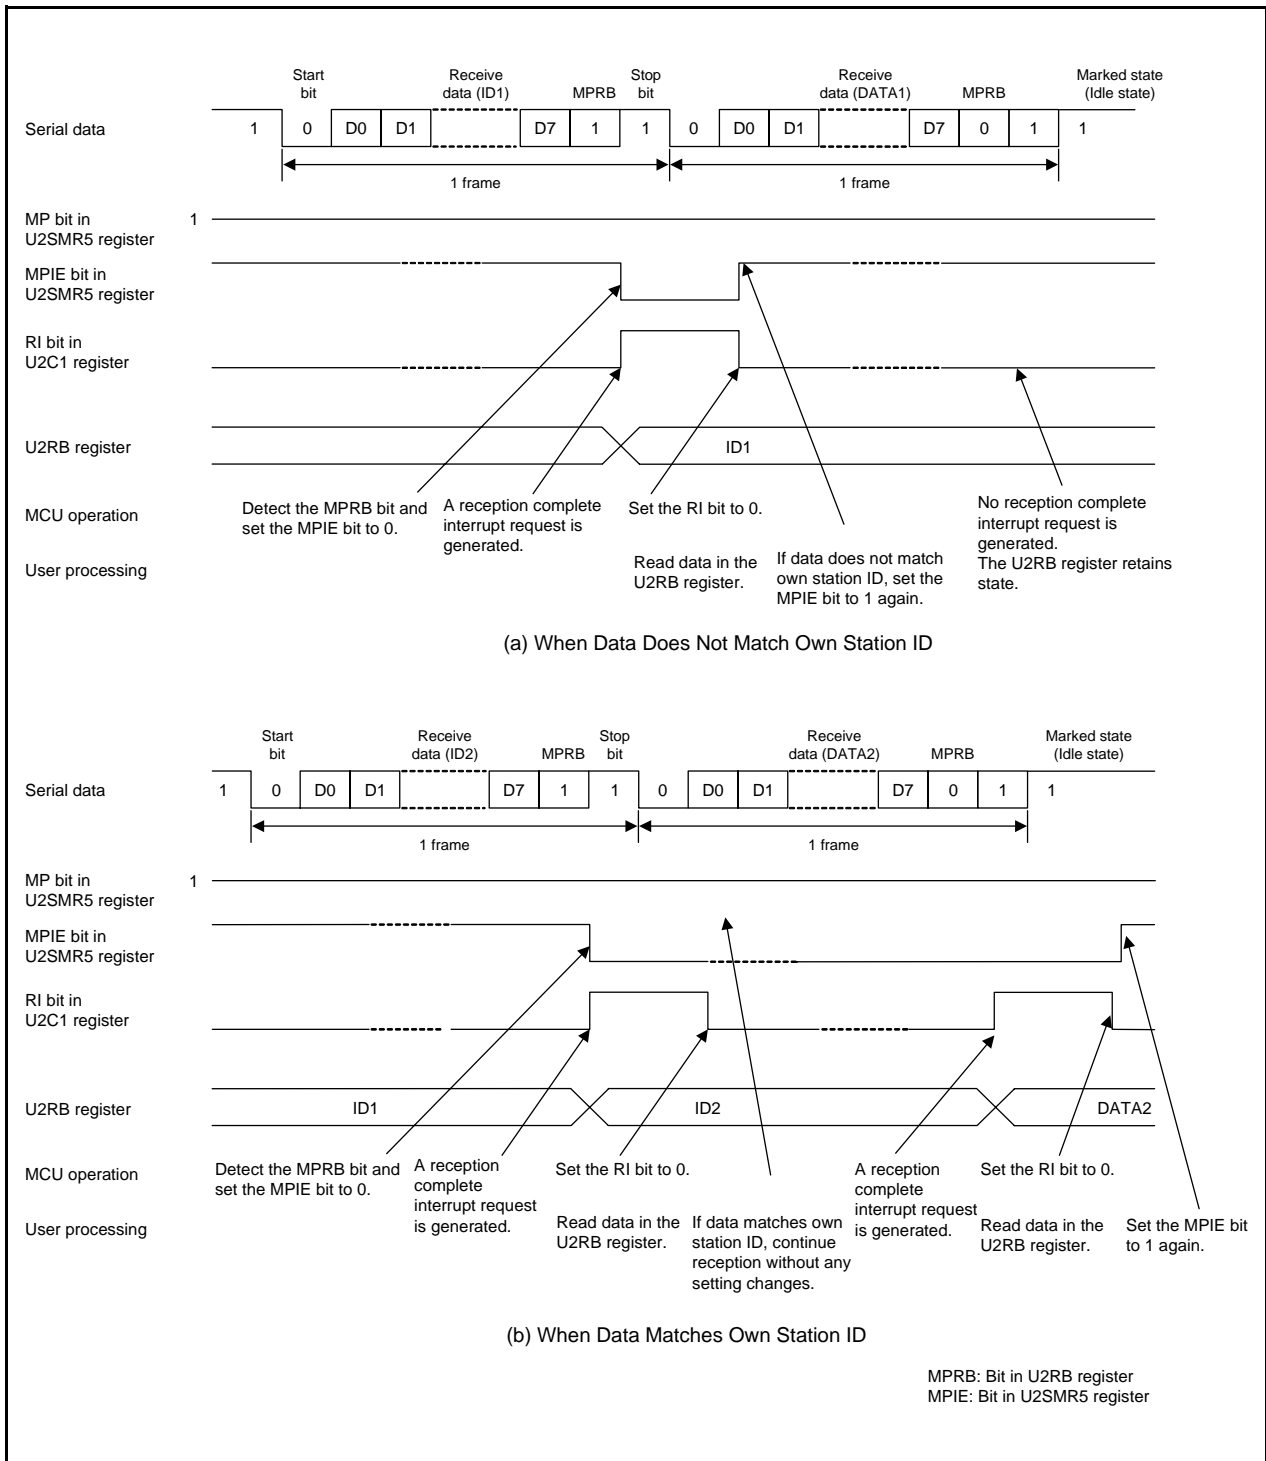 Start
bit
Receive
data (ID1)
MPRB
Stop
bit
Receive
data (DATA1)
MPRB
Marked state
(Idle state)
Serial data
1 0 D0 D1 D7 1 1 0 D0 D1 D7 0 1 1
1 frame
1 frame
MP bit in
U2SMR5 register
1
MPIE bit in
U2SMR5 register
RI bit in
U2C1 register
U2RB register
ID1
MCU operation
Detect the MPRB bit and
set the MPIE bit to 0.
A reception complete
interrupt request is
generated.
Set the RI bit to 0.
No reception complete
interrupt request is
generated.
The U2RB register retains
state.
User processing
Read data in the
U2RB register.
If data does not match
own station ID, set the
MPIE bit to 1 again.
(a) When Data Does Not Match Own Station ID
Start
bit
Receive
data (ID2)
MPRB
Stop
bit
Receive
data (DATA2)
MPRB
Marked state
(Idle state)
Serial data
1 0 D0 D1 D7 1 1 0 D0 D1 D7 0 1 1
1 frame
1 frame
MP bit in
U2SMR5 register
1
MPIE bit in
U2SMR5 register
RI bit in
U2C1 register
U2RB register
ID1
ID2
DATA2
MCU operation
Detect the MPRB bit and
set the MPIE bit to 0.
A reception
complete
interrupt request
is generated.
Set the RI bit to 0.
A reception
complete
interrupt request
is generated.
Set the RI bit to 0.
User processing
Read data in the
U2RB register.
If data matches own
station ID, continue
reception without any
setting changes.
Read data in the
U2RB register.
Set the MPIE bit
to 1 again.
(b) When Data Matches Own Station ID
MPRB: Bit in U2RB register
MPIE: Bit in U2SMR5 register